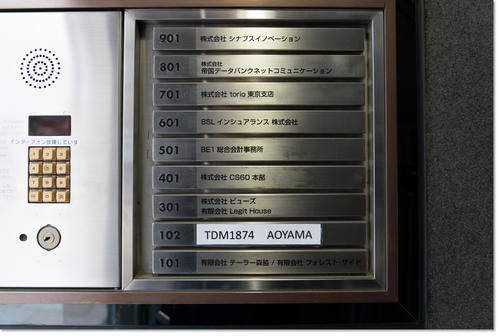 インターフォン故障しています
901 株式会社 シナプスイノベーション
801 株式会社
帝国データバンクネットコミュニケーション
701 株式会社 torio 東京支店
601 BSL インシュアランス 株式会社
501 BE1 総合会計事務所
401 株式会社 CS60 本部
301 株式会社 ビューズ
有限会社 Legit House
102 TDM1874 AOYAMA
101 有限会社 テーラー森脇 / 有限会社 フォレスト・サイド